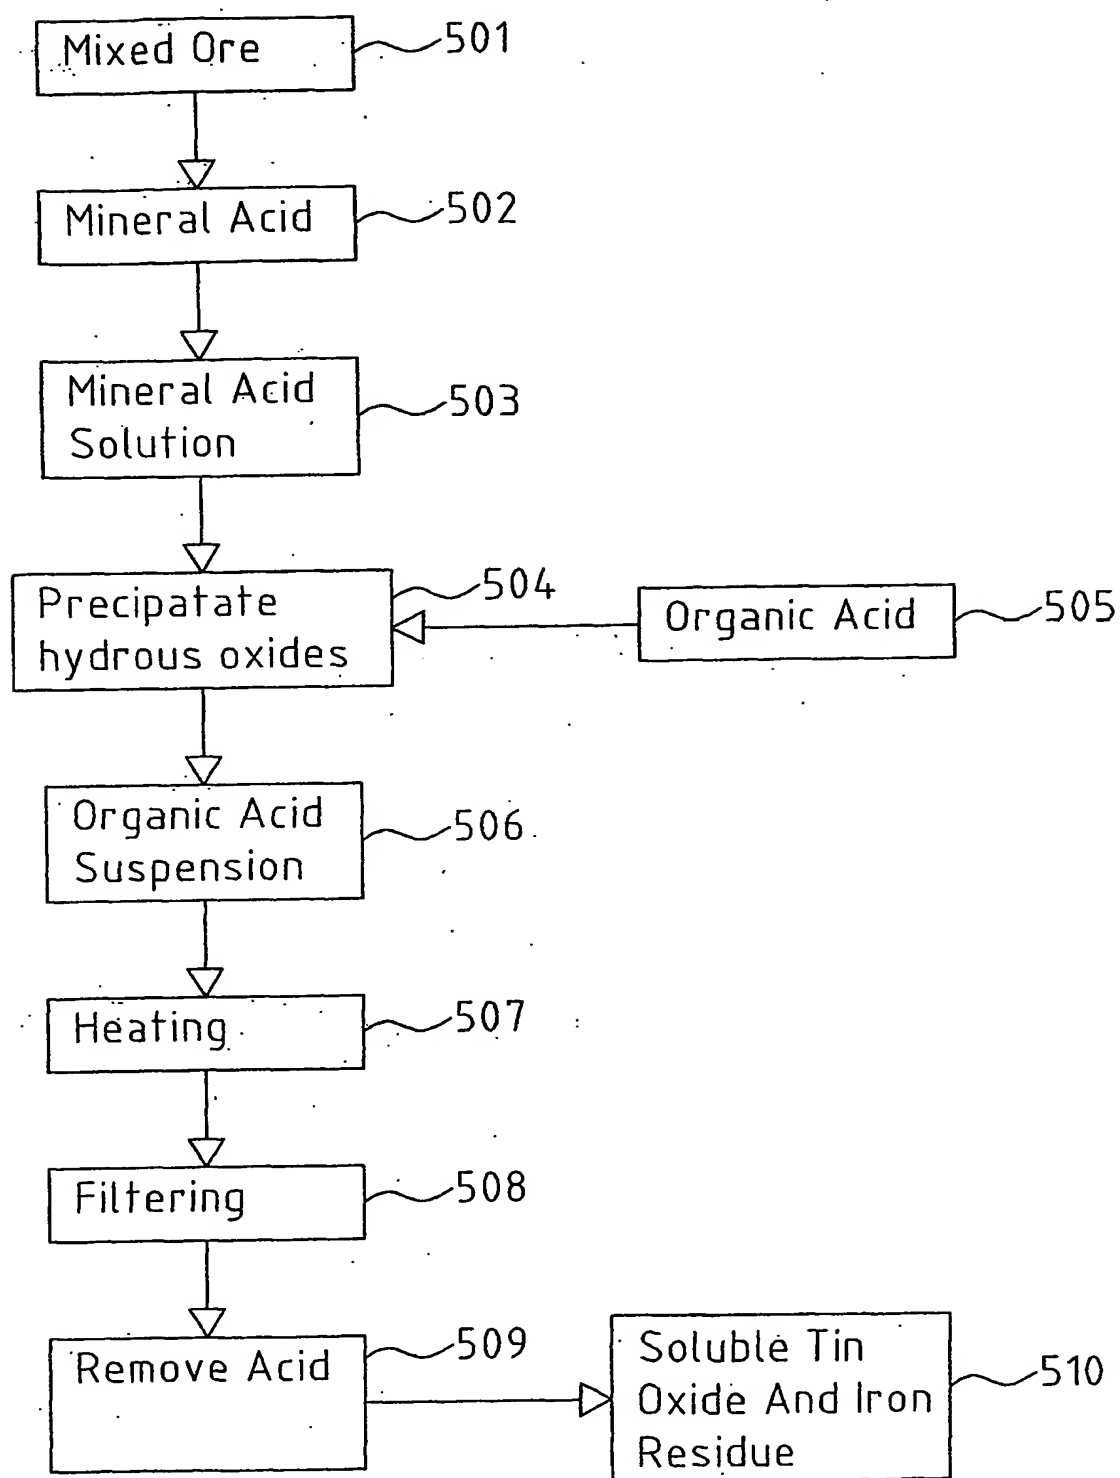 Mixed Ore
501
Mineral Acid
502
Mineral Acid
Solution
503
Precipatate
hydrous oxides
504
Organic Acid
505
Organic Acid
Suspension
506
Heating
507
Filtering
508
Remove Acid
509
Soluble Tin
Oxide And Iron
Residue
510